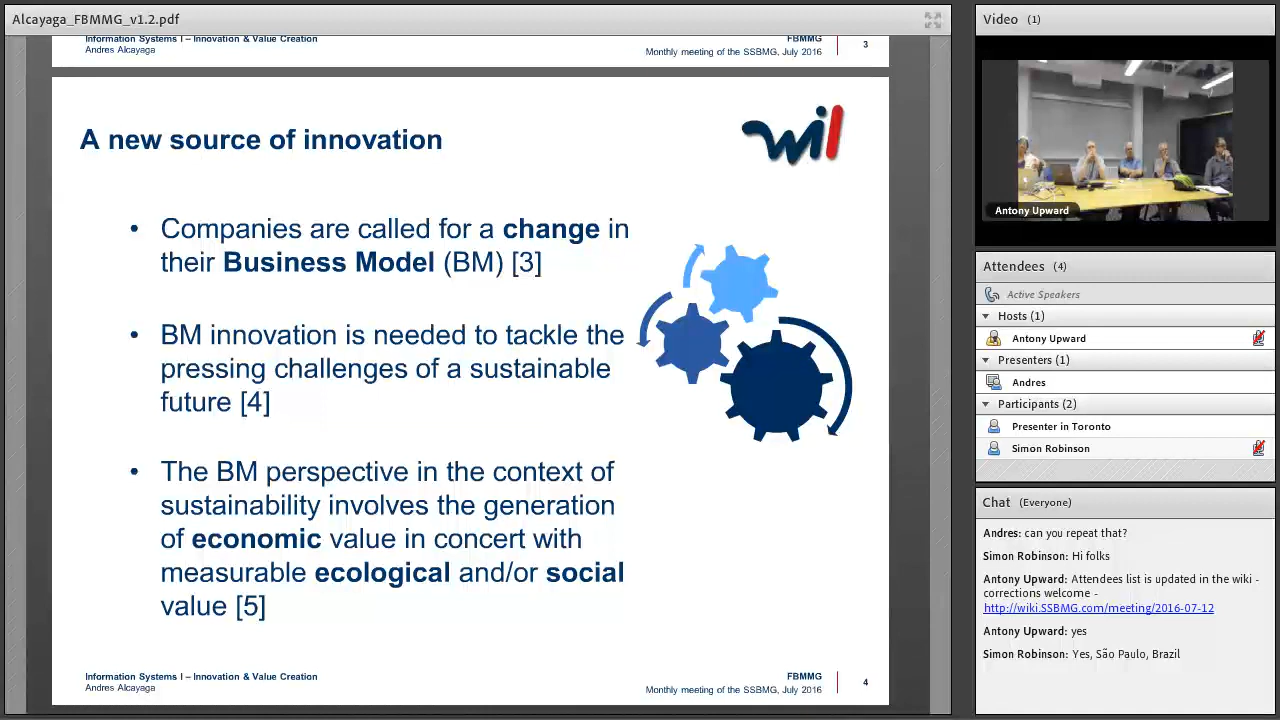 Alcayaga_FBMMG_v1.2.pdf
Information Systems I – Innovation & Value Creation
Andres Alcayaga
FBMMG
Monthly meeting of the SSBMG, July 2016
3
A new source of innovation
wil
• Companies are called for a change in
their Business Model (BM) [3]
• BM innovation is needed to tackle the
pressing challenges of a sustainable
future [4]
• The BM perspective in the context of
sustainability involves the generation
of economic value in concert with
measurable ecological and/or social
value [5]
Information Systems I – Innovation & Value Creation
Andres Alcayaga
FBMMG
Monthly meeting of the SSBMG, July 2016
4
Video (1)
Antony Upward
Attendees (4)
Active Speakers
Hosts (1)
Antony Upward
Presenters (1)
Andres
Participants (2)
Presenter in Toronto
Simon Robinson
Chat (Everyone)
Andres: can you repeat that?
Simon Robinson: Hi folks
Antony Upward: Attendees list is updated in the wiki -
corrections welcome -
http://wiki.SSBMG.com/meeting/2016-07-12
Antony Upward: yes
Simon Robinson: Yes, São Paulo, Brazil